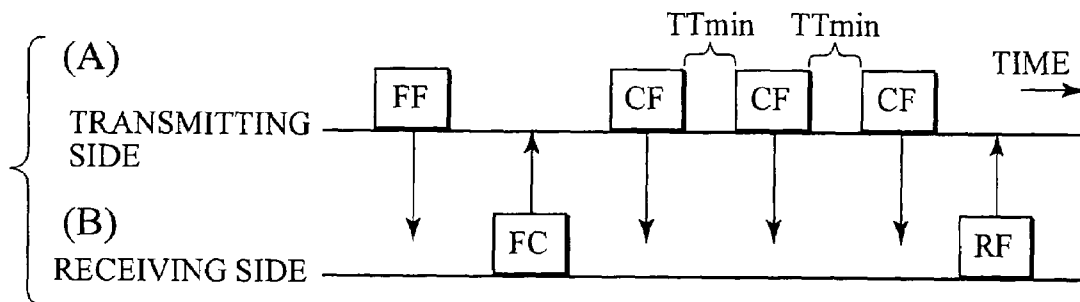 TTmin TTmin
(A)
FF CF CF CF TIME
TRANSMITTING
SIDE
(B)
FC RF
RECEIVING SIDE